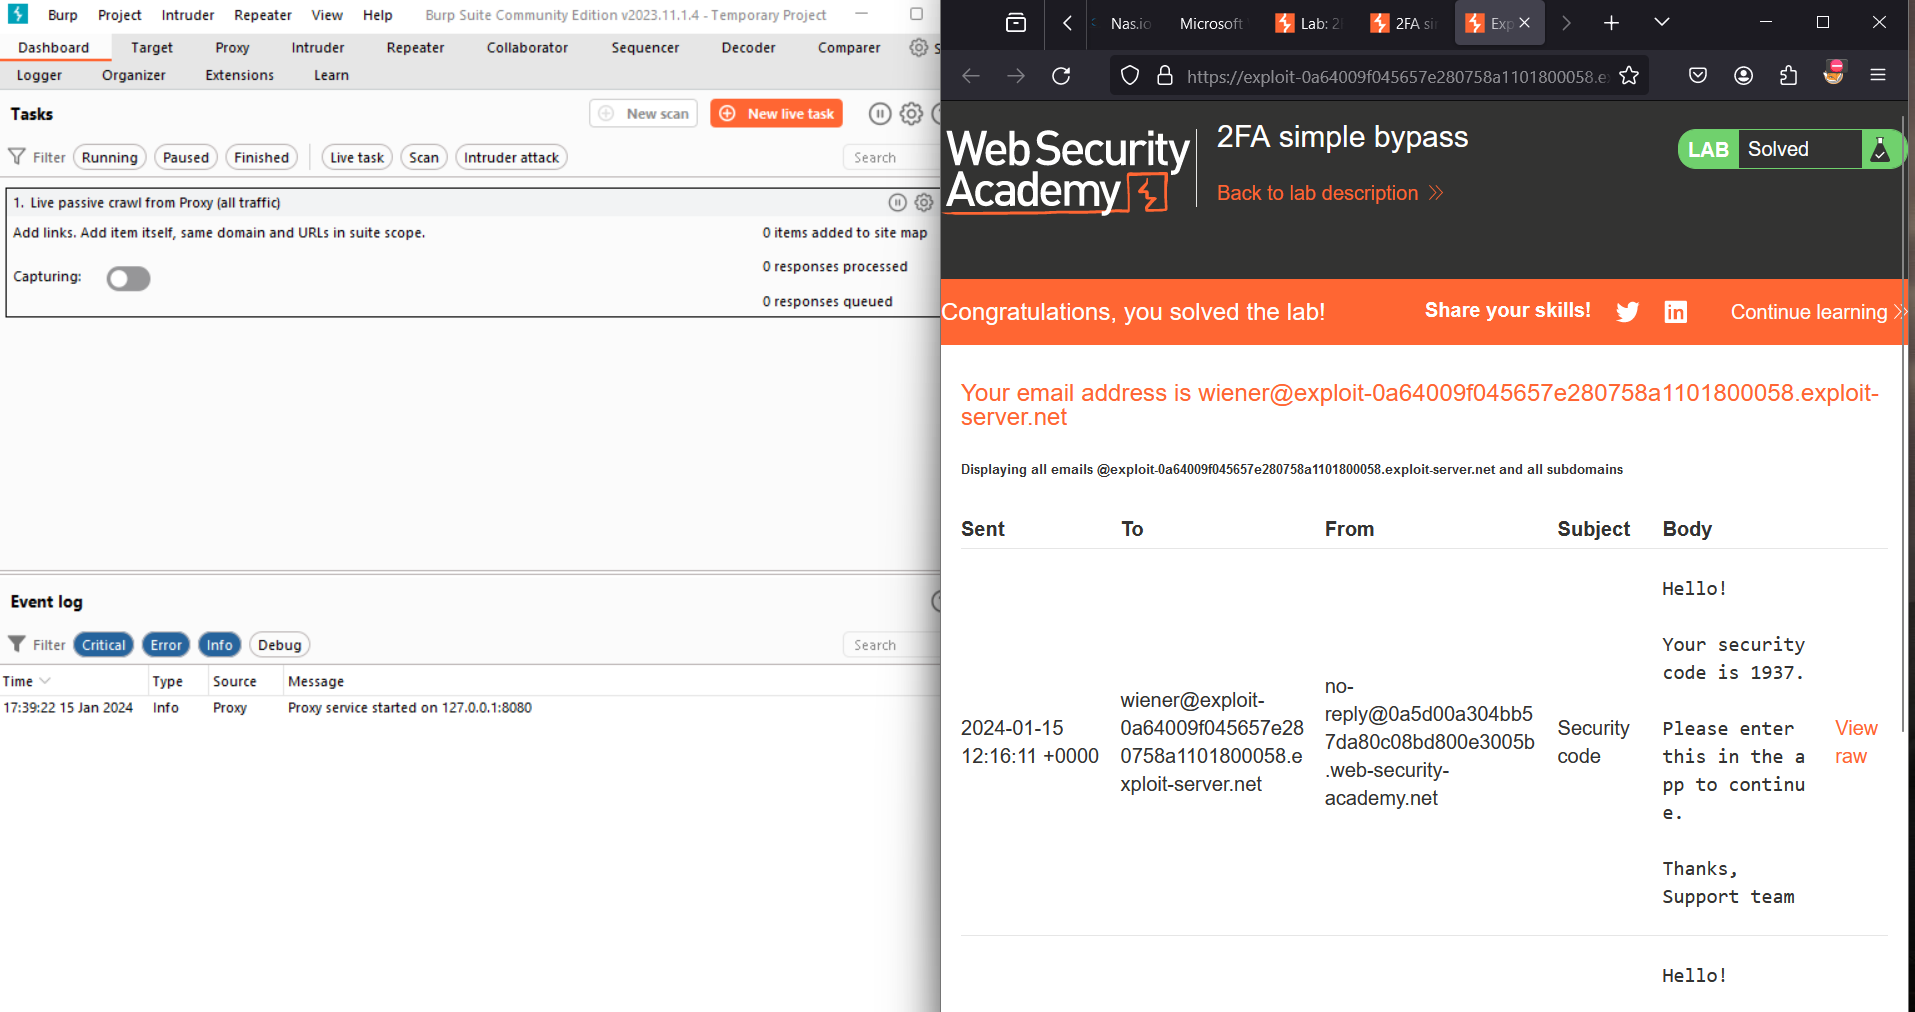 Burp Project Intruder Repeater View Help Burp Suite Community Edition v2023.11.1.4 - Temporary Project
Dashboard Target Proxy Intruder Repeater Collaborator Sequencer Decoder Comparer
Logger Organizer Extensions Learn
Tasks New scan New live task
Filter Running Paused Finished Live task Scan Intruder attack Search
1. Live passive crawl from Proxy (all traffic)
Add links. Add item itself, same domain and URLs in suite scope. 0 items added to site map
Capturing: 0 responses processed
0 responses queued
Event log
Filter Critical Error Info Debug Search
Time Type Source Message
17:39:22 15 Jan 2024 Info Proxy Proxy service started on 127.0.0.1:8080
Nas.io Microsoft Lab: 2 2FA si Exp
https://exploit-0a64009f045657e280758a1101800058.e
Web Security
Academy
2FA simple bypass
Back to lab description
LAB Solved
Congratulations, you solved the lab! Share your skills! Continue learning
Your email address is wiener@exploit-0a64009f045657e280758a1101800058.exploit-
server.net
Displaying all emails @exploit-0a64009f045657e280758a1101800058.exploit-server.net and all subdomains
Sent To From Subject Body
2024-01-15
12:16:11 +0000
wiener@exploit-
0a64009f045657e28
0758a1101800058.e
xploit-server.net
no-
reply@0a5d00a304bb5
7da80c08bd800e3005b
.web-security-
academy.net
Security
code
Hello!
Your security
code is 1937.
Please enter
this in the a
pp to continu
e.
Thanks,
Support team
View
raw
Hello!